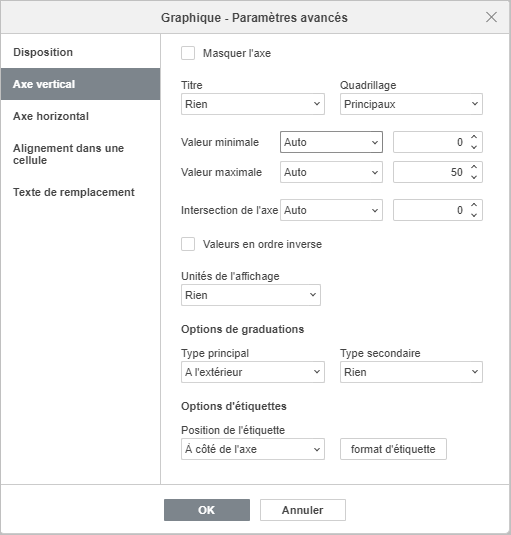 Graphique - Paramètres avancés
Disposition
Axe vertical
Axe horizontal
Alignement dans une
cellule
Texte de remplacement
Masquer l'axe
Titre
Quadrillage
Rien
Principaux
Valeur minimale
Auto
0
Valeur maximale
Auto
50
Intersection de l'axe
Auto
0
Valeurs en ordre inverse
Unités de l'affichage
Rien
Options de graduations
Type principal
Type secondaire
A l'extérieur
Rien
Options d'étiquettes
Position de l'étiquette
À côté de l'axe
format d'étiquette
OK
Annuler